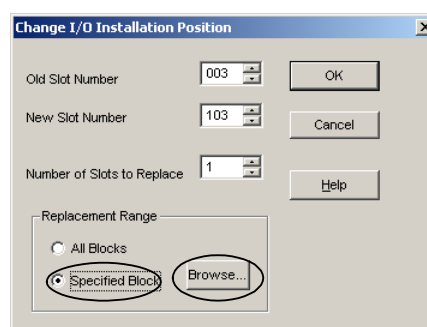 Change I/O Installation Position
Old Slot Number 003 OK
New Slot Number 103 Cancel
Number of Slots to Replace 1 Help
Replacement Range
All Blocks
Specified Block Browse...